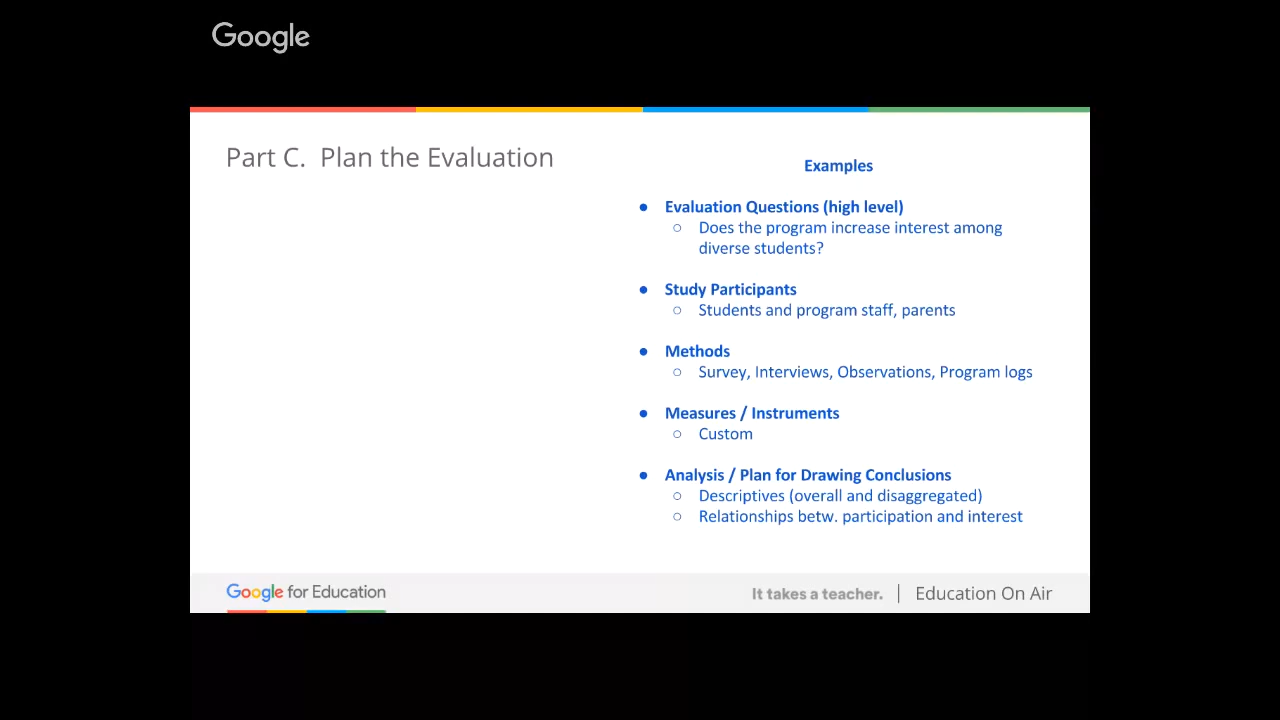 Google
Part C. Plan the Evaluation
Examples
● Evaluation Questions (high level)
○ Does the program increase interest among
diverse students?
● Study Participants
○ Students and program staff, parents
● Methods
○ Survey, Interviews, Observations, Program logs
● Measures / Instruments
○ Custom
● Analysis / Plan for Drawing Conclusions
○ Descriptives (overall and disaggregated)
○ Relationships betw. participation and interest
Google for Education
It takes a teacher. | Education On Air